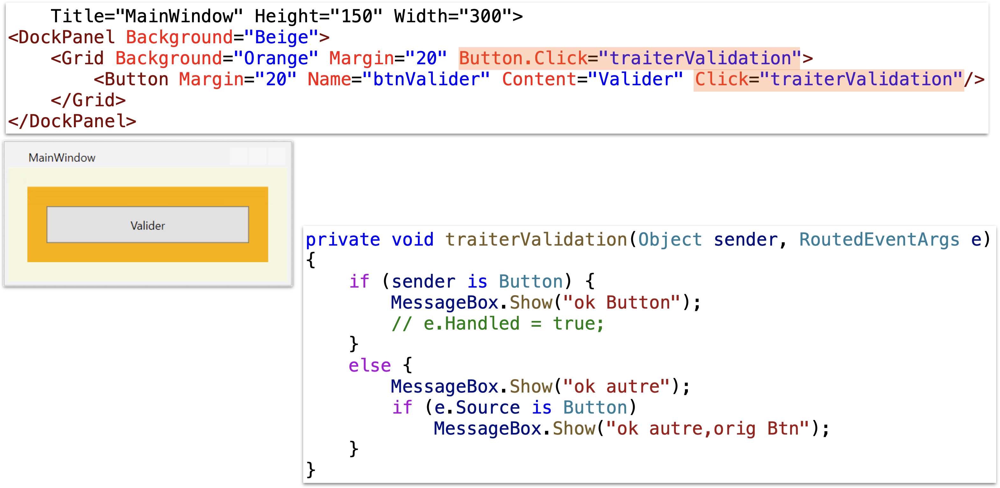 Title="MainWindow" Height="150" Width="300">
<DockPanel Background="Beige">
<Grid Background="Orange" Margin="20" Button.Click="traiterValidation">
<Button Margin="20" Name="btnValider" Content="Valider" Click="traiterValidation"/>
</Grid>
</DockPanel>
MainWindow
Valider
private void traiterValidation(Object sender, RoutedEventArgs e)
{
if (sender is Button) {
MessageBox.Show("ok Button");
// e.Handled = true;
}
else {
MessageBox.Show("ok autre");
if (e.Source is Button)
MessageBox.Show("ok autre,orig Btn");
}
}